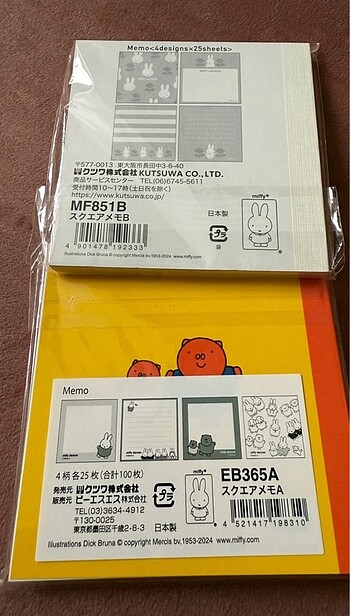 Memo<4designs×25sheets>
〒577-0013 東大阪市長田中3-6-40
クツワ株式会社 KUTSUWA CO.,LTD.
商品サービスセンター TEL(06)6745-5611
受付時間10～17時(土日祝を除く)
https://www.kutsuwa.co.jp/
MF851B
スクエアメモB
日本製
プラ
袋
miffy®
4 901478 192333
Illustrations Dick Bruna © copyright Mercis bv,1953-2024 www.miffy.com
Memo
4柄各25枚(合計100枚)
発売元 クツワ株式会社
販売元 ビーエスエス株式会社
TEL(03)3634-4912
〒130-0025
東京都墨田区千歳2-8-3
プラ
日本製
miffy®
EB365A
スクエアメモA
4 521417 198310
Illustrations Dick Bruna © copyright Mercis bv,1953-2024 www.miffy.com